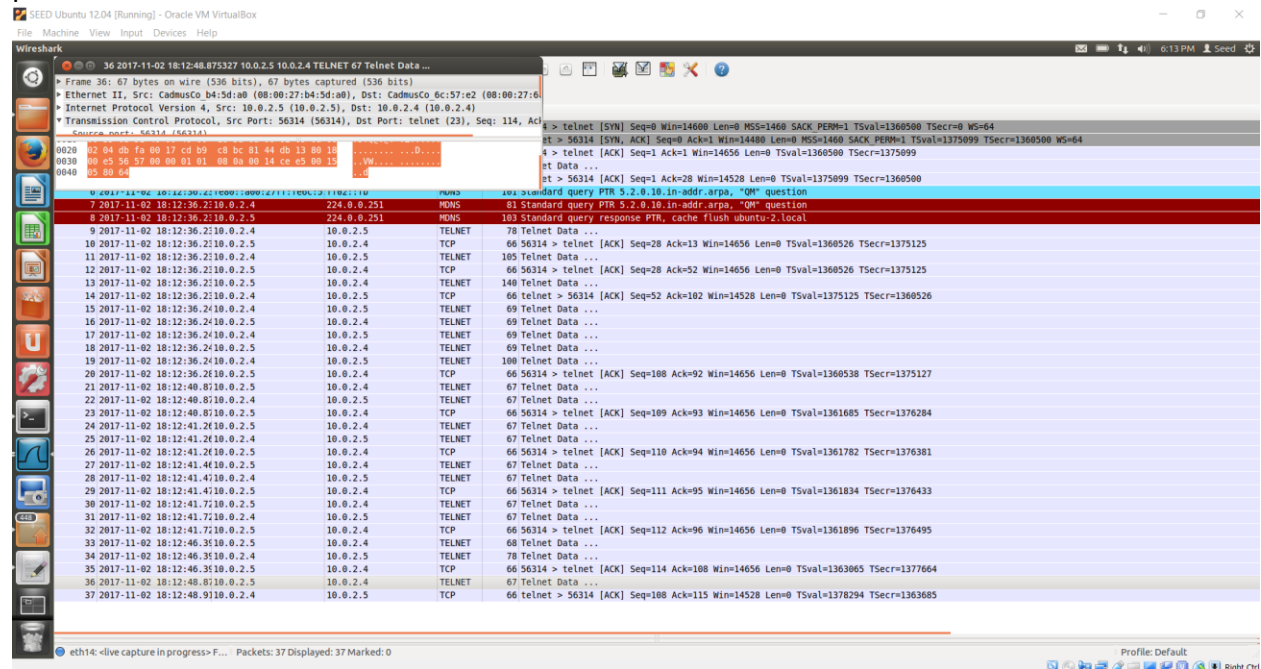 SEED Ubuntu 12.04 [Running] - Oracle VM VirtualBox
File Machine View Input Devices Help
Wireshark 6:13 PM Seed
36 2017-11-02 18:12:48.875327 10.0.2.5 10.0.2.4 TELNET 67 Telnet Data ...
Frame 36: 67 bytes on wire (536 bits), 67 bytes captured (536 bits)
Ethernet II, Src: CadmusCo_b4:5d:a0 (08:00:27:b4:5d:a0), Dst: CadmusCo_6c:57:e2 (08:00:27:6
Internet Protocol Version 4, Src: 10.0.2.5 (10.0.2.5), Dst: 10.0.2.4 (10.0.2.4)
Transmission Control Protocol, Src Port: 56314 (56314), Dst Port: telnet (23), Seq: 114, Ack
Source port: 56314 (56314)
0020 02 04 db fa 00 17 cd b9 c8 bc 81 44 db 13 80 18 ........ ...D....
0030 00 e5 56 57 00 00 01 01 08 0a 00 14 ce e5 00 15 ..VW.... ........
0040 05 80 64 ..d
4 > telnet [SYN] Seq=0 Win=14600 Len=0 MSS=1460 SACK_PERM=1 TSval=1360500 TSecr=0 WS=64
et > 56314 [SYN, ACK] Seq=0 Ack=1 Win=14480 Len=0 MSS=1460 SACK_PERM=1 TSval=1375099 TSecr=1360500 WS=64
4 > telnet [ACK] Seq=1 Ack=1 Win=14656 Len=0 TSval=1360500 TSecr=1375099
et Data ...
et > 56314 [ACK] Seq=1 Ack=28 Win=14528 Len=0 TSval=1375099 TSecr=1360500
MDNS 101 Standard query PTR 5.2.0.10.in-addr.arpa, "QM" question
7 2017-11-02 18:12:36.23 10.0.2.4 224.0.0.251 MDNS 81 Standard query PTR 5.2.0.10.in-addr.arpa, "QM" question
8 2017-11-02 18:12:36.23 10.0.2.5 224.0.0.251 MDNS 103 Standard query response PTR, cache flush ubuntu-2.local
9 2017-11-02 18:12:36.23 10.0.2.4 10.0.2.5 TELNET 78 Telnet Data ...
10 2017-11-02 18:12:36.23 10.0.2.5 10.0.2.4 TCP 66 56314 > telnet [ACK] Seq=28 Ack=13 Win=14656 Len=0 TSval=1360526 TSecr=1375125
11 2017-11-02 18:12:36.23 10.0.2.4 10.0.2.5 TELNET 105 Telnet Data ...
12 2017-11-02 18:12:36.23 10.0.2.5 10.0.2.4 TCP 66 56314 > telnet [ACK] Seq=28 Ack=52 Win=14656 Len=0 TSval=1360526 TSecr=1375125
13 2017-11-02 18:12:36.23 10.0.2.5 10.0.2.4 TELNET 140 Telnet Data ...
14 2017-11-02 18:12:36.23 10.0.2.4 10.0.2.5 TCP 66 telnet > 56314 [ACK] Seq=52 Ack=102 Win=14528 Len=0 TSval=1375125 TSecr=1360526
15 2017-11-02 18:12:36.24 10.0.2.4 10.0.2.5 TELNET 69 Telnet Data ...
16 2017-11-02 18:12:36.24 10.0.2.5 10.0.2.4 TELNET 69 Telnet Data ...
17 2017-11-02 18:12:36.24 10.0.2.4 10.0.2.5 TELNET 69 Telnet Data ...
18 2017-11-02 18:12:36.24 10.0.2.5 10.0.2.4 TELNET 69 Telnet Data ...
19 2017-11-02 18:12:36.24 10.0.2.4 10.0.2.5 TELNET 100 Telnet Data ...
20 2017-11-02 18:12:36.28 10.0.2.5 10.0.2.4 TCP 66 56314 > telnet [ACK] Seq=108 Ack=92 Win=14656 Len=0 TSval=1360538 TSecr=1375127
21 2017-11-02 18:12:40.87 10.0.2.5 10.0.2.4 TELNET 67 Telnet Data ...
22 2017-11-02 18:12:40.87 10.0.2.4 10.0.2.5 TELNET 67 Telnet Data ...
23 2017-11-02 18:12:40.87 10.0.2.5 10.0.2.4 TCP 66 56314 > telnet [ACK] Seq=109 Ack=93 Win=14656 Len=0 TSval=1361685 TSecr=1376284
24 2017-11-02 18:12:41.26 10.0.2.5 10.0.2.4 TELNET 67 Telnet Data ...
25 2017-11-02 18:12:41.26 10.0.2.4 10.0.2.5 TELNET 67 Telnet Data ...
26 2017-11-02 18:12:41.26 10.0.2.5 10.0.2.4 TCP 66 56314 > telnet [ACK] Seq=110 Ack=94 Win=14656 Len=0 TSval=1361782 TSecr=1376381
27 2017-11-02 18:12:41.46 10.0.2.5 10.0.2.4 TELNET 67 Telnet Data ...
28 2017-11-02 18:12:41.47 10.0.2.4 10.0.2.5 TELNET 67 Telnet Data ...
29 2017-11-02 18:12:41.47 10.0.2.5 10.0.2.4 TCP 66 56314 > telnet [ACK] Seq=111 Ack=95 Win=14656 Len=0 TSval=1361834 TSecr=1376433
30 2017-11-02 18:12:41.72 10.0.2.5 10.0.2.4 TELNET 67 Telnet Data ...
31 2017-11-02 18:12:41.72 10.0.2.4 10.0.2.5 TELNET 67 Telnet Data ...
32 2017-11-02 18:12:41.72 10.0.2.5 10.0.2.4 TCP 66 56314 > telnet [ACK] Seq=112 Ack=96 Win=14656 Len=0 TSval=1361896 TSecr=1376495
33 2017-11-02 18:12:46.39 10.0.2.5 10.0.2.4 TELNET 68 Telnet Data ...
34 2017-11-02 18:12:46.39 10.0.2.4 10.0.2.5 TELNET 78 Telnet Data ...
35 2017-11-02 18:12:46.39 10.0.2.5 10.0.2.4 TCP 66 56314 > telnet [ACK] Seq=114 Ack=108 Win=14656 Len=0 TSval=1363065 TSecr=1377664
36 2017-11-02 18:12:48.87 10.0.2.5 10.0.2.4 TELNET 67 Telnet Data ...
37 2017-11-02 18:12:48.91 10.0.2.4 10.0.2.5 TCP 66 telnet > 56314 [ACK] Seq=108 Ack=115 Win=14528 Len=0 TSval=1378294 TSecr=1363685
448
eth14: <live capture in progress> F... Packets: 37 Displayed: 37 Marked: 0 Profile: Default
Right Ctrl